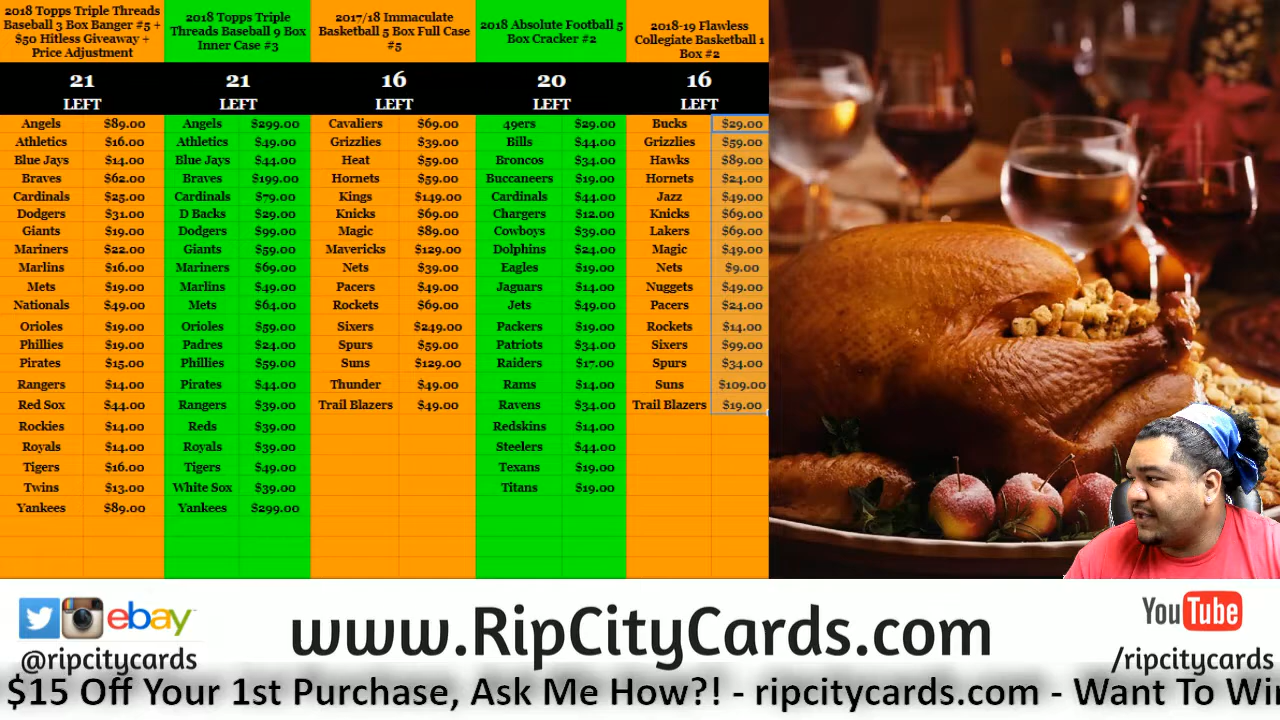 2018 Topps Triple Threads
Baseball 3 Box Banger #5 +
$50 Hitless Giveaway +
Price Adjustment
21
LEFT
Angels $89.00
Athletics $16.00
Blue Jays $14.00
Braves $62.00
Cardinals $25.00
Dodgers $31.00
Giants $19.00
Mariners $22.00
Marlins $16.00
Mets $19.00
Nationals $49.00
Orioles $19.00
Phillies $19.00
Pirates $15.00
Rangers $14.00
Red Sox $44.00
Rockies $14.00
Royals $14.00
Tigers $16.00
Twins $13.00
Yankees $89.00
2018 Topps Triple
Threads Baseball 9 Box
Inner Case #3
21
LEFT
Angels $299.00
Athletics $49.00
Blue Jays $44.00
Braves $199.00
Cardinals $79.00
D Backs $29.00
Dodgers $99.00
Giants $59.00
Mariners $69.00
Marlins $49.00
Mets $64.00
Orioles $59.00
Padres $24.00
Phillies $59.00
Pirates $44.00
Rangers $39.00
Reds $39.00
Royals $39.00
Tigers $49.00
White Sox $39.00
Yankees $299.00
2017/18 Immaculate
Basketball 5 Box Full Case
#5
16
LEFT
Cavaliers $69.00
Grizzlies $39.00
Heat $59.00
Hornets $59.00
Kings $149.00
Knicks $69.00
Magic $89.00
Mavericks $129.00
Nets $39.00
Pacers $49.00
Rockets $69.00
Sixers $249.00
Spurs $59.00
Suns $129.00
Thunder $49.00
Trail Blazers $49.00
2018 Absolute Football 5
Box Cracker #2
20
LEFT
49ers $29.00
Bills $44.00
Broncos $34.00
Buccaneers $19.00
Cardinals $44.00
Chargers $12.00
Cowboys $39.00
Dolphins $24.00
Eagles $19.00
Jaguars $14.00
Jets $49.00
Packers $19.00
Patriots $34.00
Raiders $17.00
Rams $14.00
Ravens $34.00
Redskins $14.00
Steelers $44.00
Texans $19.00
Titans $19.00
2018-19 Flawless
Collegiate Basketball 1
Box #2
16
LEFT
Bucks $29.00
Grizzlies $59.00
Hawks $89.00
Hornets $24.00
Jazz $49.00
Knicks $69.00
Lakers $69.00
Magic $49.00
Nets $9.00
Nuggets $49.00
Pacers $24.00
Rockets $14.00
Sixers $99.00
Spurs $34.00
Suns $109.00
Trail Blazers $19.00
ebay
@ripcitycards
www.RipCityCards.com
YouTube
/ripcitycards
$15 Off Your 1st Purchase, Ask Me How?! - ripcitycards.com - Want To Wi